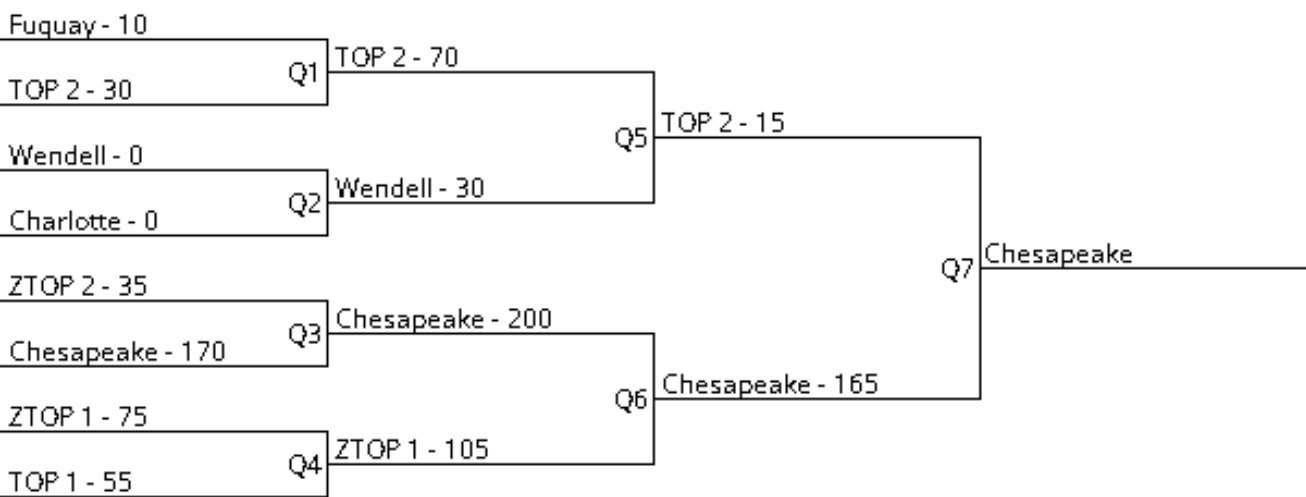 Fuquay - 10
TOP 2 - 30
Q1
TOP 2 - 70
Wendell - 0
Charlotte - 0
Q2
Wendell - 30
Q5
TOP 2 - 15
ZTOP 2 - 35
Chesapeake - 170
Q3
Chesapeake - 200
ZTOP 1 - 75
TOP 1 - 55
Q4
ZTOP 1 - 105
Q6
Chesapeake - 165
Q7
Chesapeake